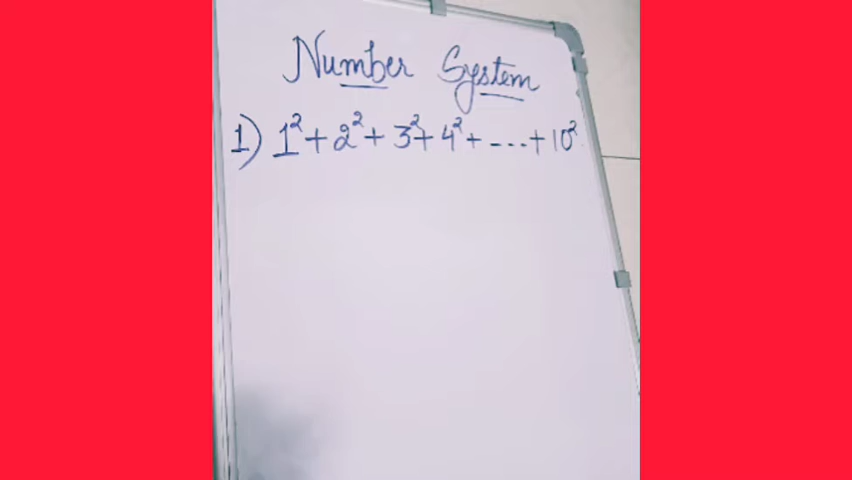 Number System
1) 1² + 2² + 3² + 4² + ---- + 10²